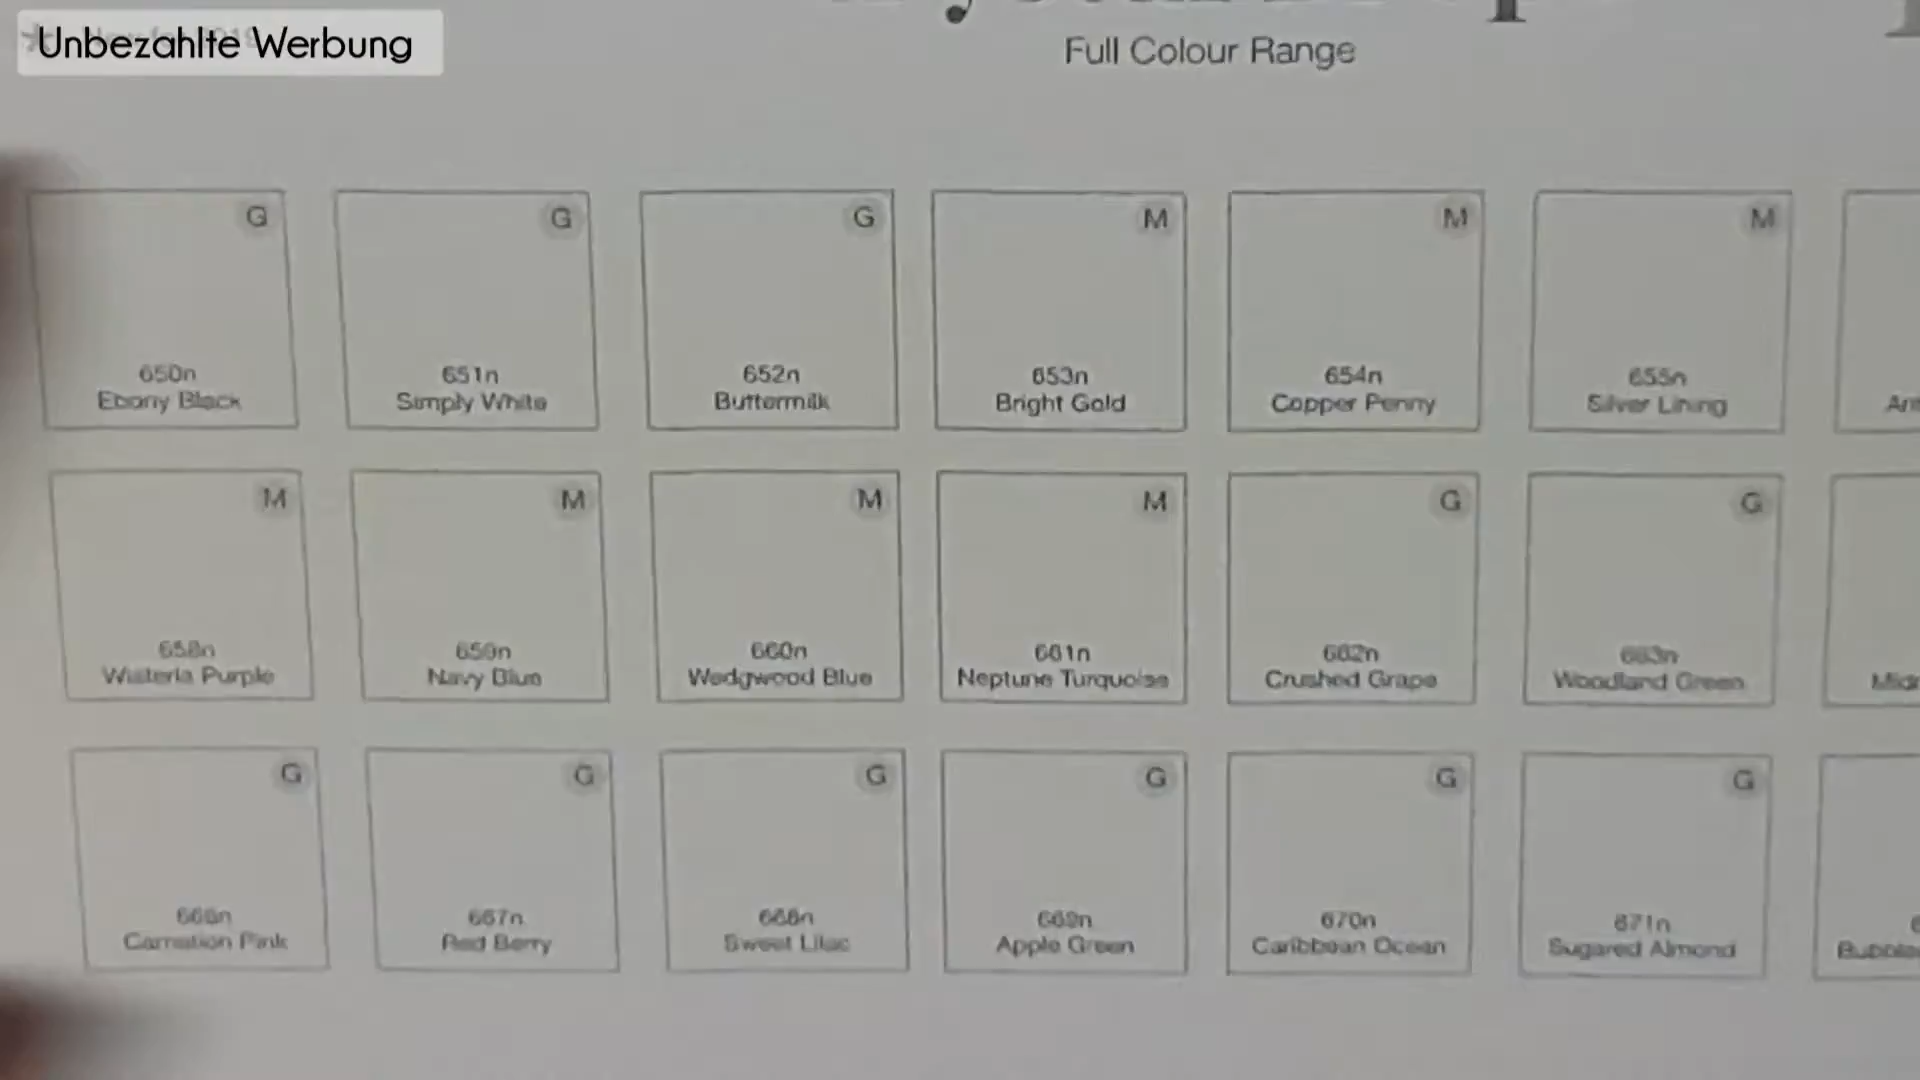 Unbezahlte Werbung
Full Colour Range
G G G M M M
650n 651n 652n 653n 654n 655n
Ebony Black Simply White Buttermilk Bright Gold Copper Penny Silver Lining
M M M M G G
658n 659n 660n 661n 662n 663n
Wisteria Purple Navy Blue Wedgwood Blue Neptune Turquoise Crushed Grape Woodland Green
G G G G G G
666n 667n 668n 669n 670n 671n
Carnation Pink Red Berry Sweet Lilac Apple Green Caribbean Ocean Sugared Almond